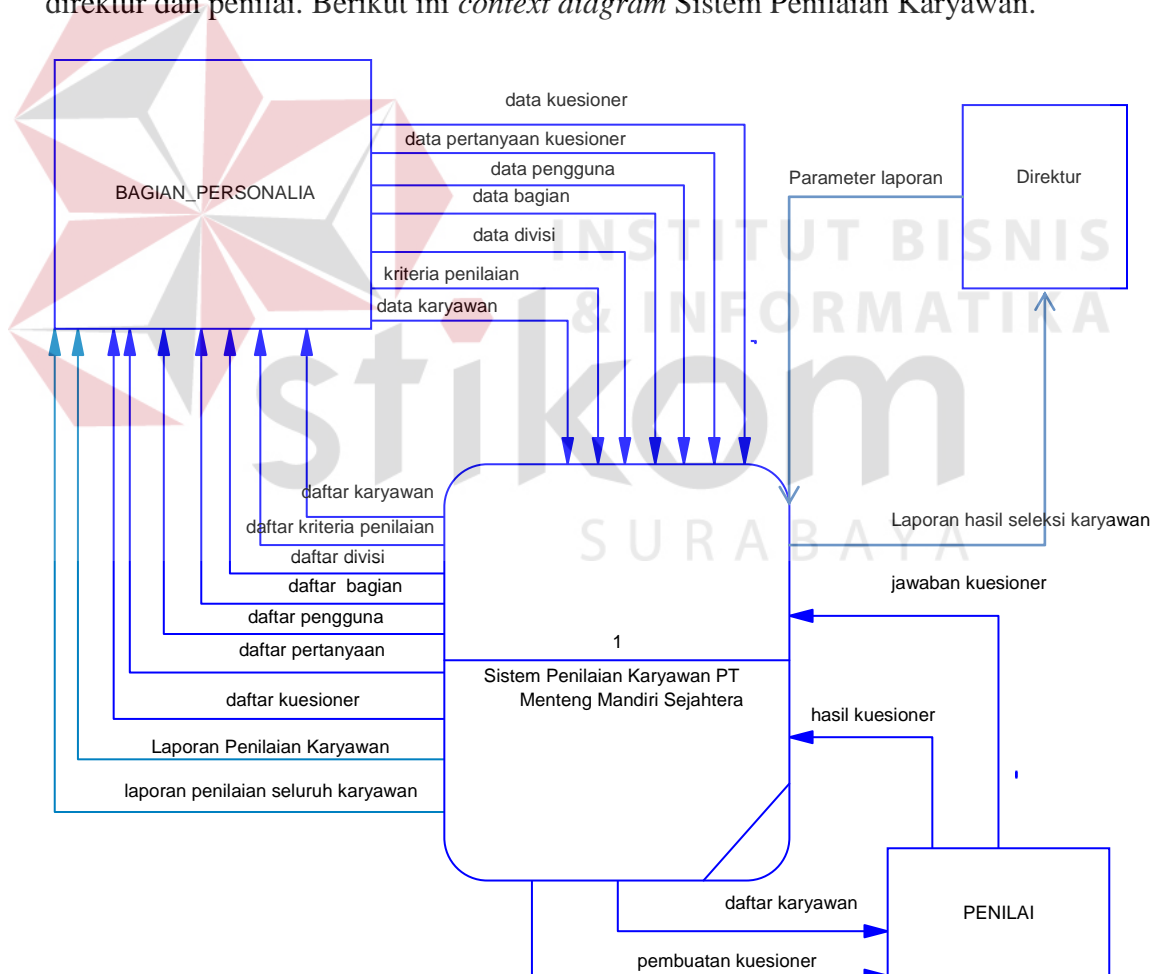 direktur dan penilai. Berikut ini context diagram Sistem Penilaian Karyawan.
data kuesioner
data pertanyaan kuesioner
data pengguna
data bagian
data divisi
kriteria penilaian
data karyawan
BAGIAN_PERSONALIA
Parameter laporan
Direktur
INSTITUT BISNIS
& INFORMATIKA
stikom
SURABAYA
daftar karyawan
daftar kriteria penilaian
daftar divisi
daftar bagian
daftar pengguna
daftar pertanyaan
daftar kuesioner
Laporan Penilaian Karyawan
laporan penilaian seluruh karyawan
1
Sistem Penilaian Karyawan PT
Menteng Mandiri Sejahtera
Laporan hasil seleksi karyawan
jawaban kuesioner
hasil kuesioner
daftar karyawan
PENILAI
pembuatan kuesioner